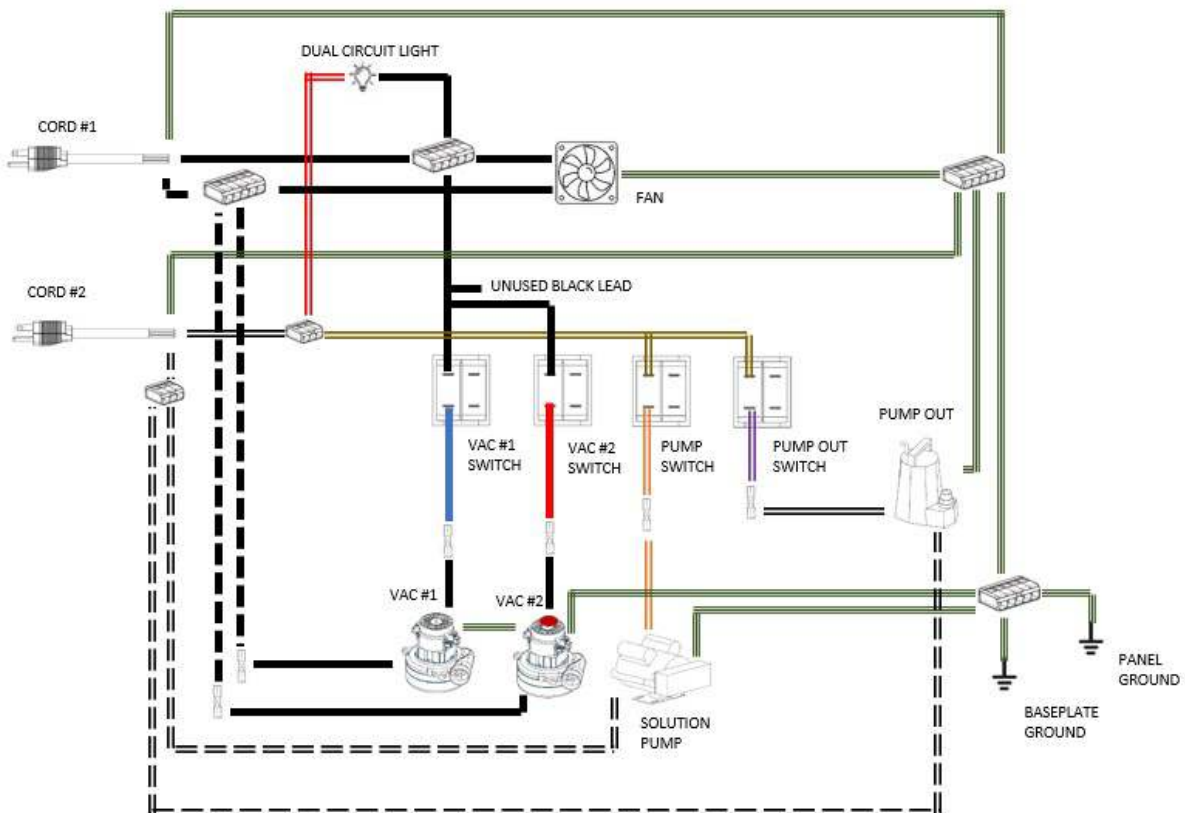 DUAL CIRCUIT LIGHT
CORD #1
FAN
UNUSED BLACK LEAD
CORD #2
PUMP OUT
VAC #1
SWITCH
VAC #2
SWITCH
PUMP
SWITCH
PUMP OUT
SWITCH
VAC #1
VAC #2
SOLUTION
PUMP
PANEL
GROUND
BASEPLATE
GROUND